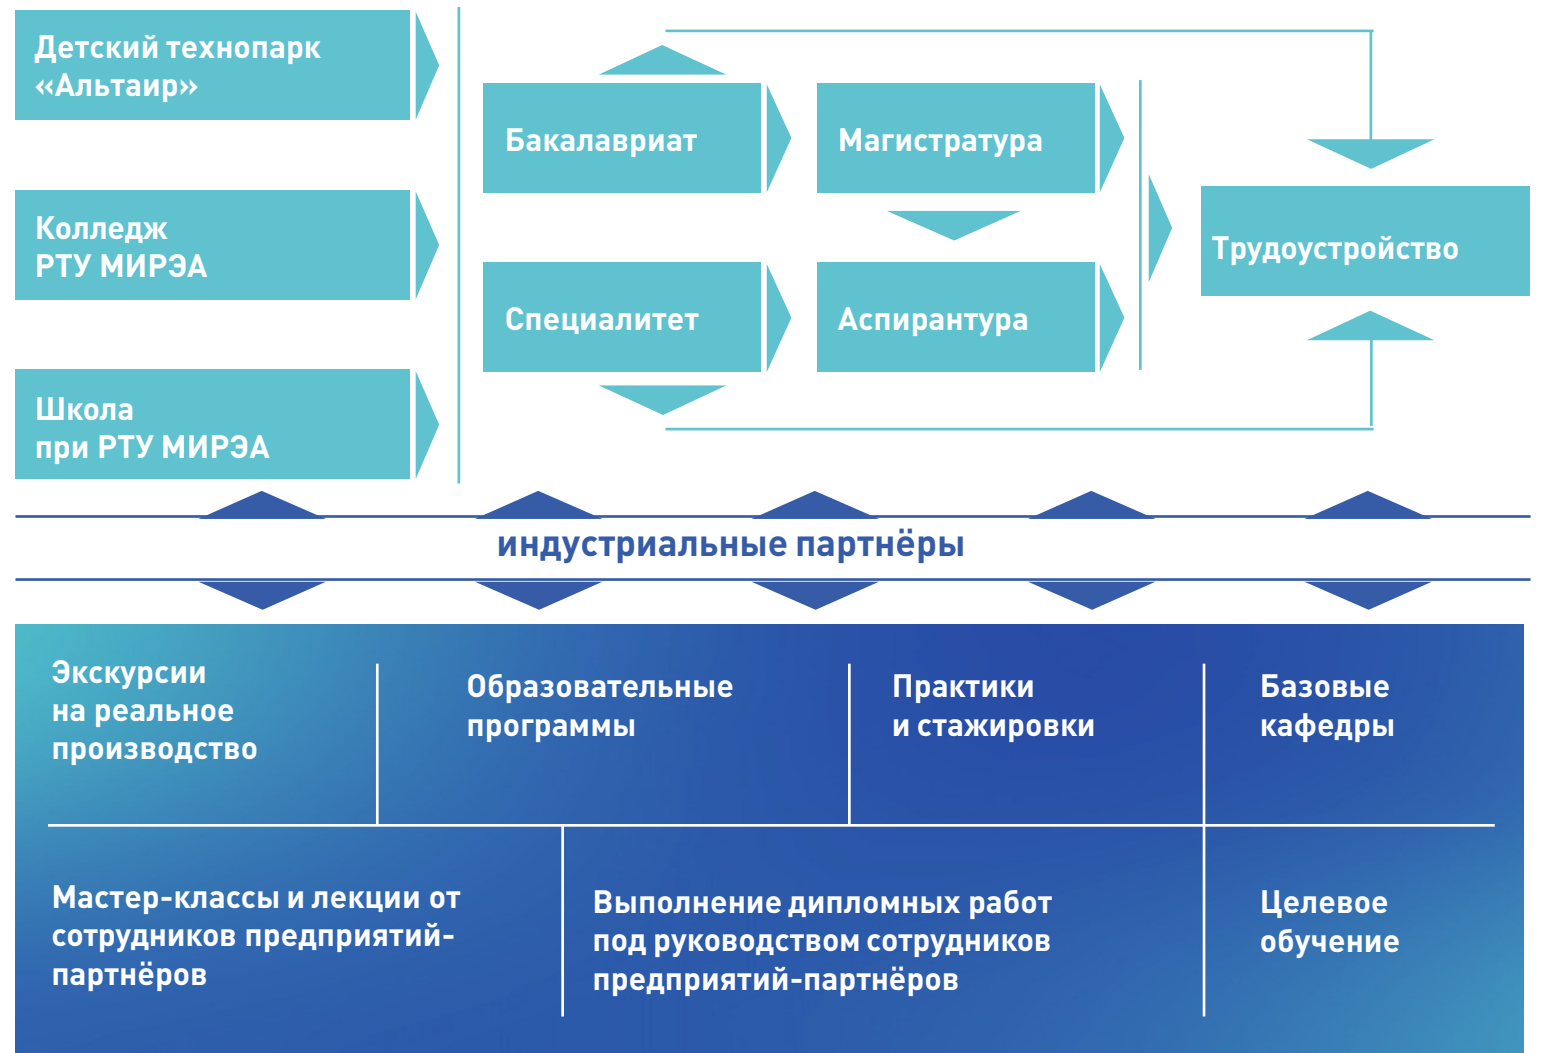 Детский технопарк
«Альтаир»
Колледж
РТУ МИРЭА
Школа
при РТУ МИРЭА
Бакалавриат
Магистратура
Специалитет
Аспирантура
Трудоустройство
индустриальные партнёры
Экскурсии
на реальное
производство
Образовательные
программы
Практики
и стажировки
Базовые
кафедры
Мастер-классы и лекции от
сотрудников предприятий-
партнёров
Выполнение дипломных работ
под руководством сотрудников
предприятий-партнёров
Целевое
обучение